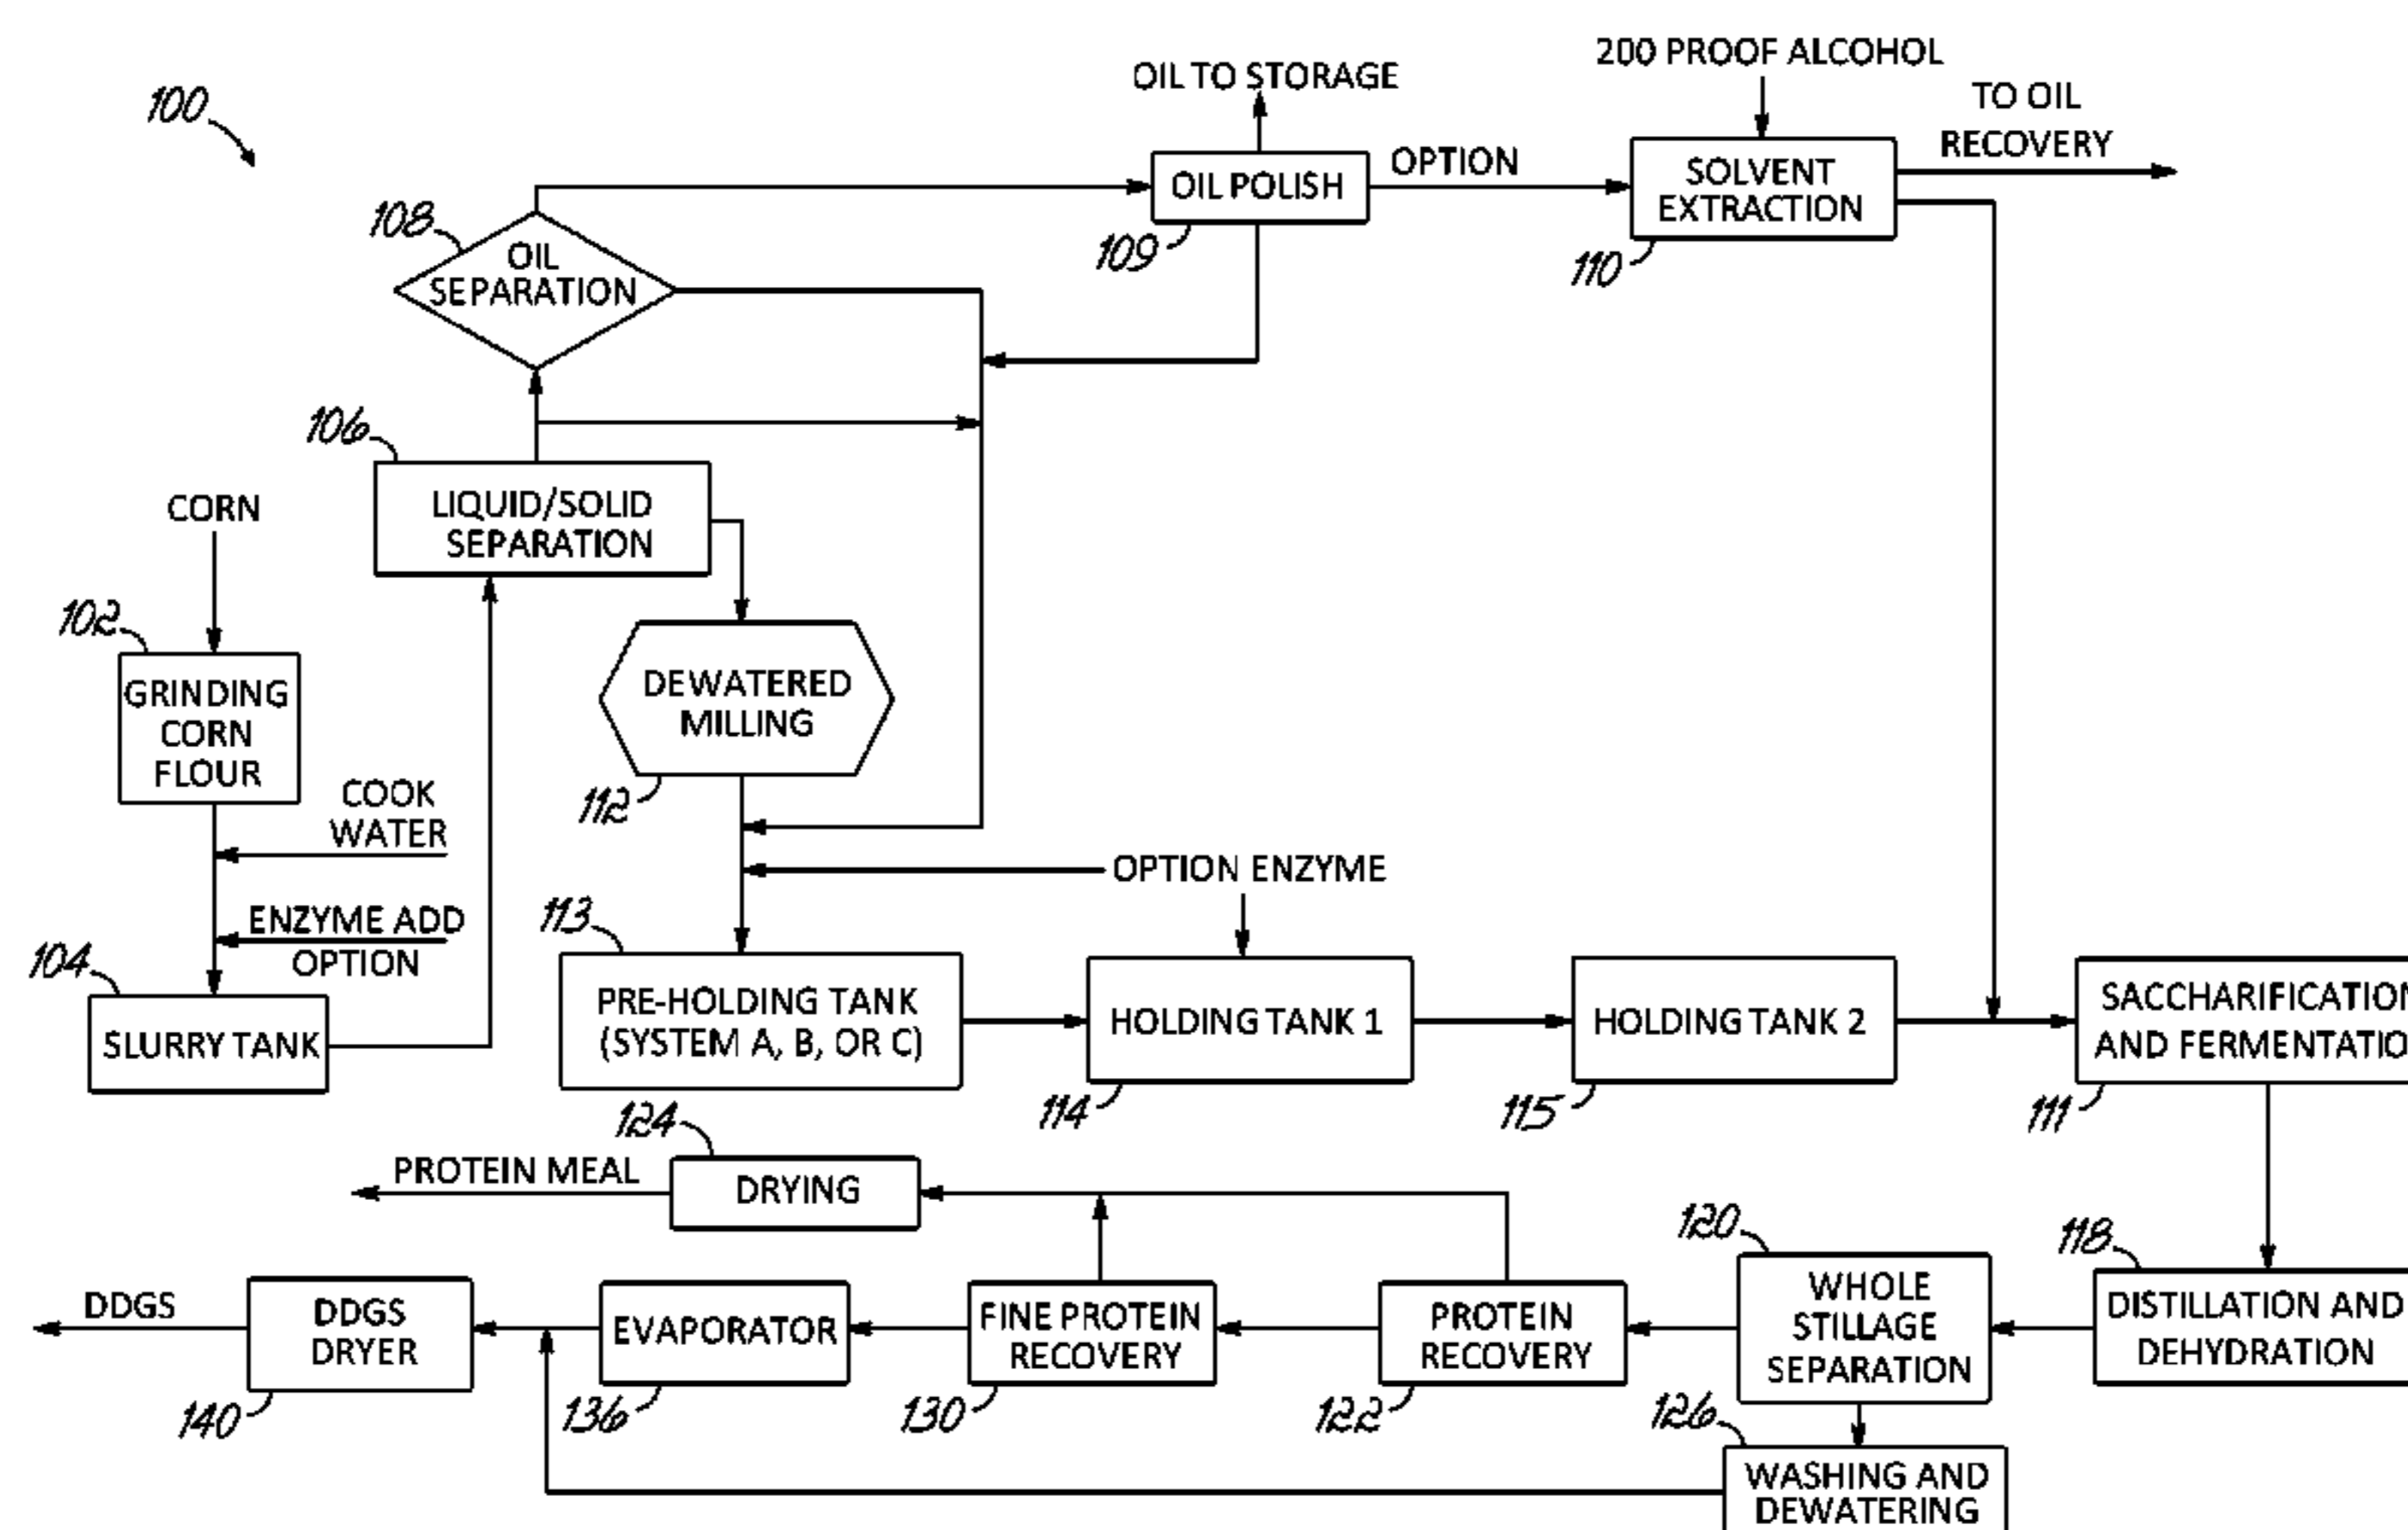 100
OIL TO STORAGE
200 PROOF ALCOHOL
TO OIL
RECOVERY
108
OIL
SEPARATION
OIL POLISH
109
OPTION
SOLVENT
EXTRACTION
110
106
LIQUID/SOLID
SEPARATION
CORN
102
GRINDING
CORN
FLOUR
DEWATERED
MILLING
112
COOK
WATER
ENZYME ADD
OPTION
OPTION ENZYME
104
SLURRY TANK
113
PRE-HOLDING TANK
(SYSTEM A, B, OR C)
HOLDING TANK 1
114
HOLDING TANK 2
115
SACCHARIFICATION
AND FERMENTATIO
111
124
PROTEIN MEAL
DRYING
120
118
DDGS
DDGS
DRYER
140
EVAPORATOR
136
FINE PROTEIN
RECOVERY
130
PROTEIN
RECOVERY
122
WHOLE
STILLAGE
SEPARATION
DISTILLATION AND
DEHYDRATION
126
WASHING AND
DEWATERING